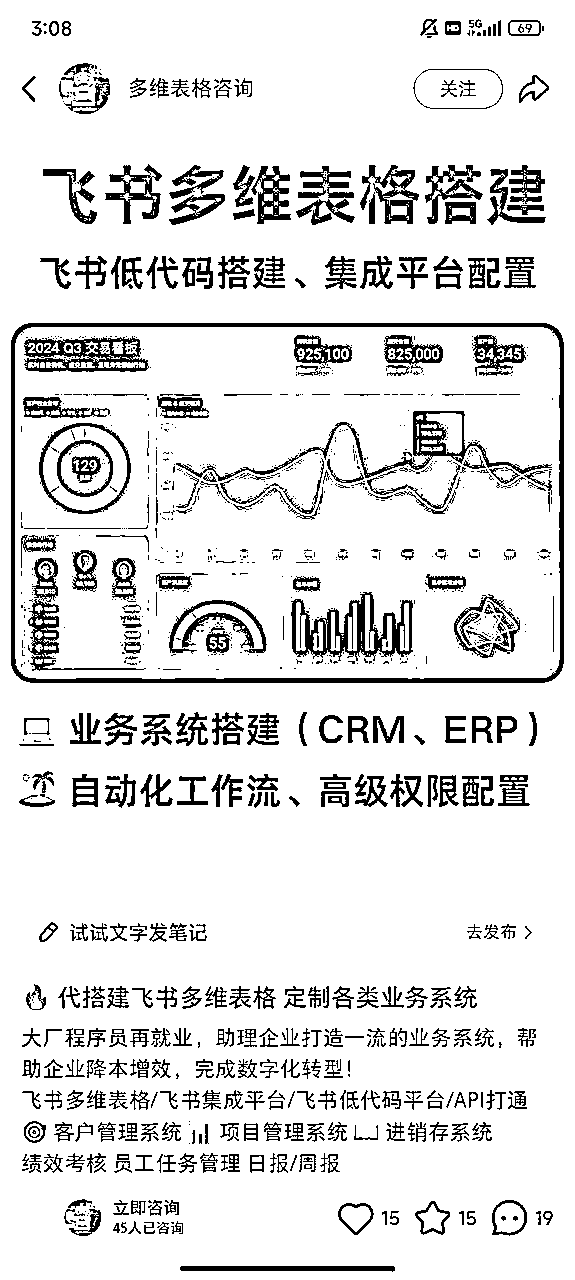 3:08
HD 5G 69
多维表格咨询
关注
飞书多维表格搭建
飞书低代码搭建、集成平台配置
2024 Q3 交易看板
925,100
825,000
34,345
129
55
业务系统搭建（CRM、ERP）
自动化工作流、高级权限配置
试试文字发笔记
去发布
代搭建飞书多维表格 定制各类业务系统
大厂程序员再就业，助理企业打造一流的业务系统，帮
助企业降本增效，完成数字化转型！
飞书多维表格/飞书集成平台/飞书低代码平台/API打通
客户管理系统 项目管理系统 进销存系统
绩效考核 员工任务管理 日报/周报
立即咨询
45人已咨询
15
15
19